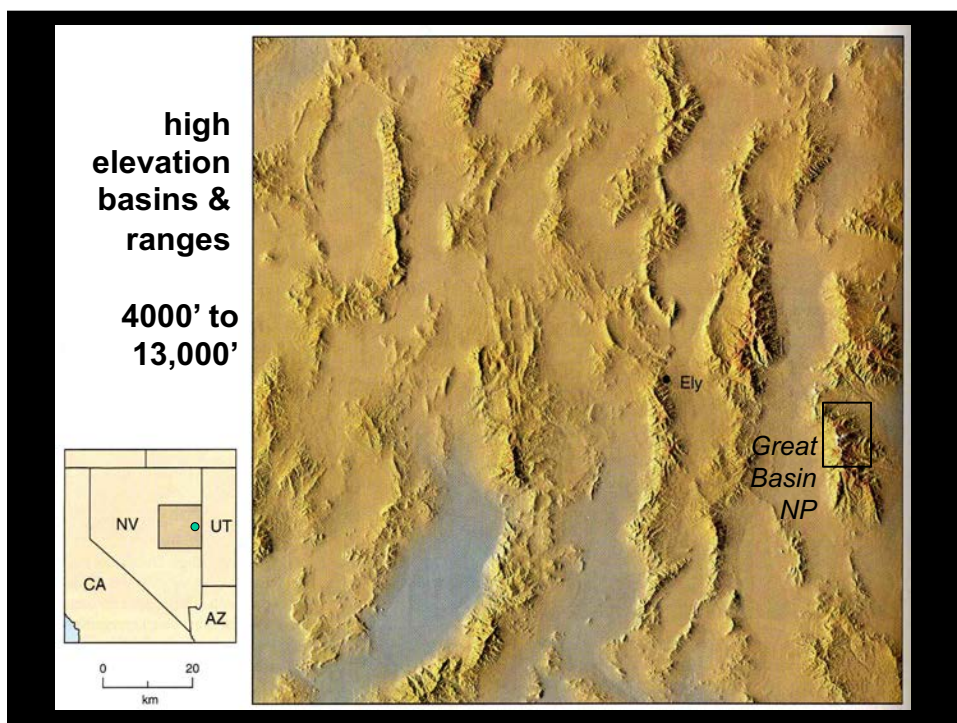 high
elevation
basins &
ranges
4000’ to
13,000’
Ely
Great
Basin
NP
NV
UT
CA
AZ
0 20
km